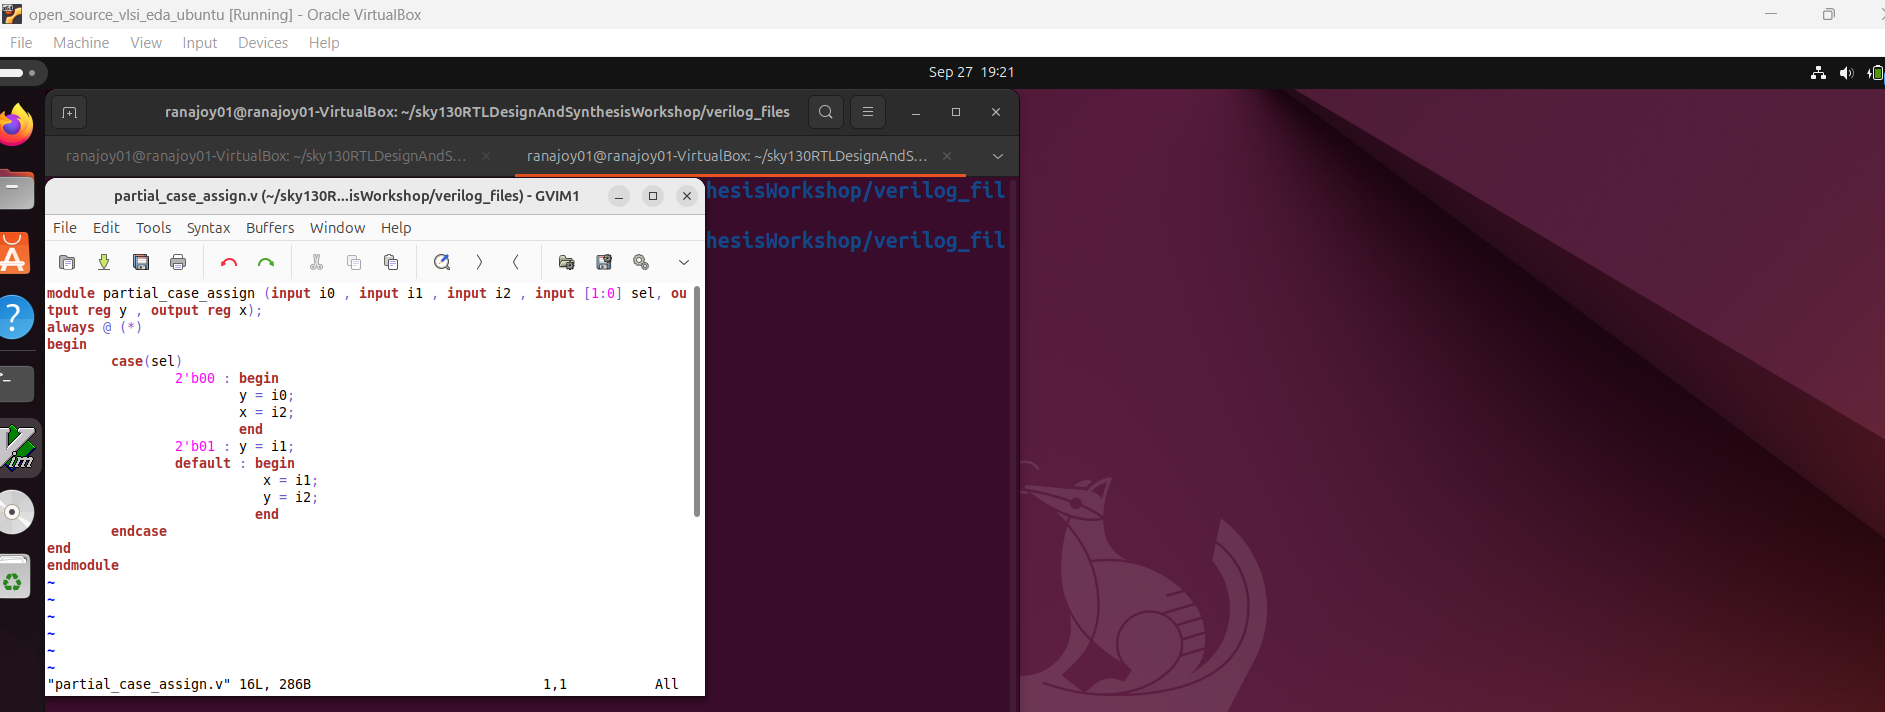 open_source_vlsi_eda_ubuntu [Running] - Oracle VirtualBox
File Machine View Input Devices Help
Sep 27 19:21
ranajoy01@ranajoy01-VirtualBox: ~/sky130RTLDesignAndSynthesisWorkshop/verilog_files
ranajoy01@ranajoy01-VirtualBox: ~/sky130RTLDesignAndS...
ranajoy01@ranajoy01-VirtualBox: ~/sky130RTLDesignAndS...
hesisWorkshop/verilog_fil
hesisWorkshop/verilog_fil
partial_case_assign.v (~/sky130R...isWorkshop/verilog_files) - GVIM1
File Edit Tools Syntax Buffers Window Help
module partial_case_assign (input i0 , input i1 , input i2 , input [1:0] sel, ou
tput reg y , output reg x);
always @ (*)
begin
case(sel)
2'b00 : begin
y = i0;
x = i2;
end
2'b01 : y = i1;
default : begin
x = i1;
y = i2;
end
endcase
end
endmodule
~
~
~
~
~
~
"partial_case_assign.v" 16L, 286B 1,1 All